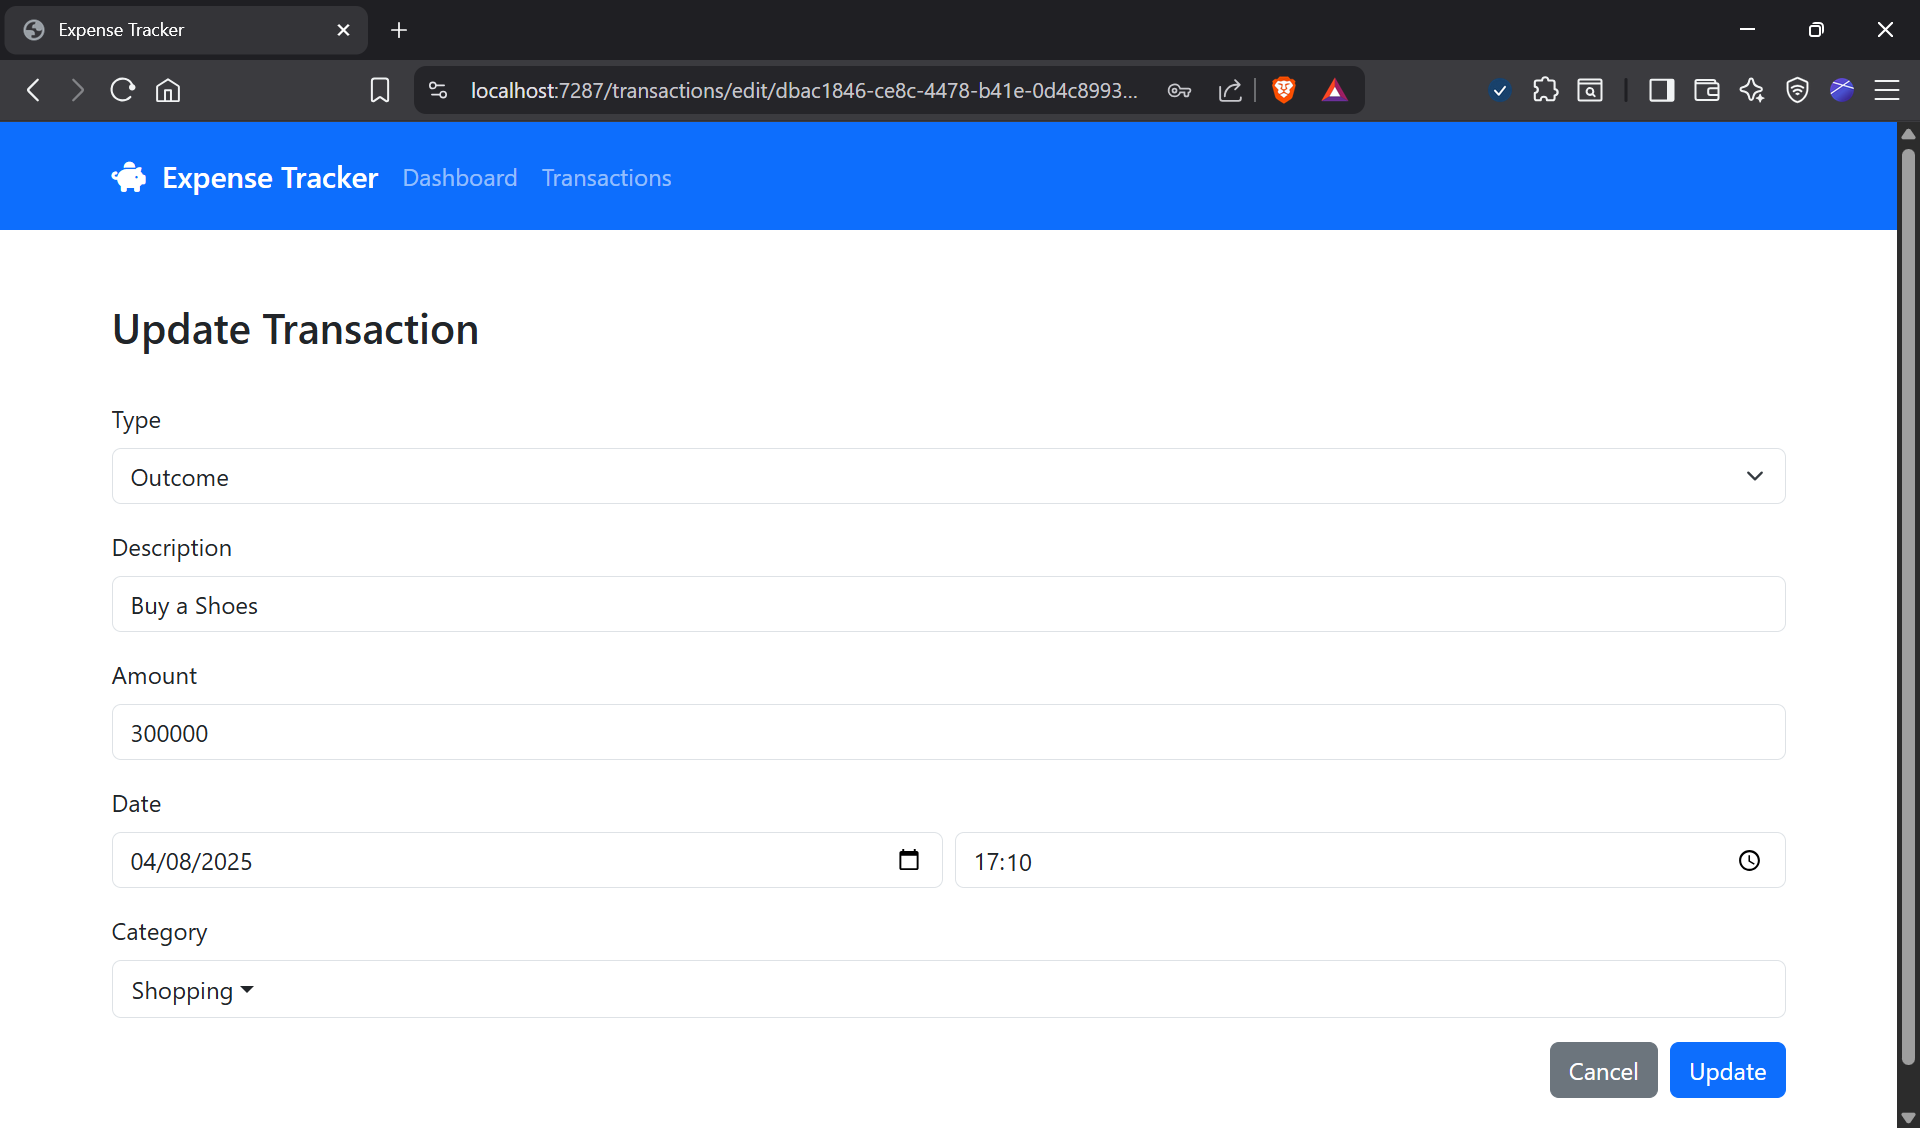 Expense Tracker
localhost:7287/transactions/edit/dbac1846-ce8c-4478-b41e-0d4c8993...
Expense Tracker Dashboard Transactions
Update Transaction
Type
Outcome
Description
Buy a Shoes
Amount
300000
Date
04/08/2025 17:10
Category
Shopping
Cancel Update